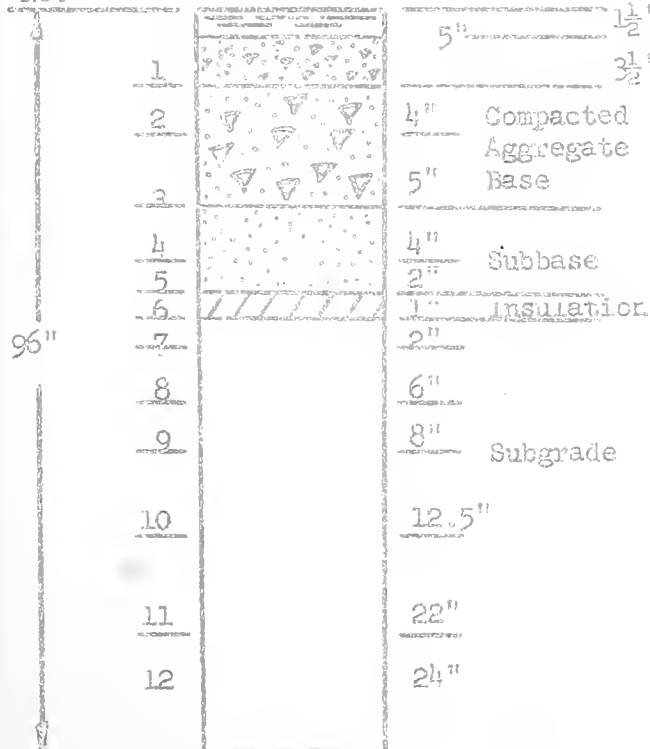 1½"
5"
3½"
1
2 4" Compacted
Aggregate
3 5" Base
4 4" Subbase
5 2"
6 1" Insulation
96" 7 2"
8 6"
9 8" Subgrade
10 12.5"
11 22"
12 24"